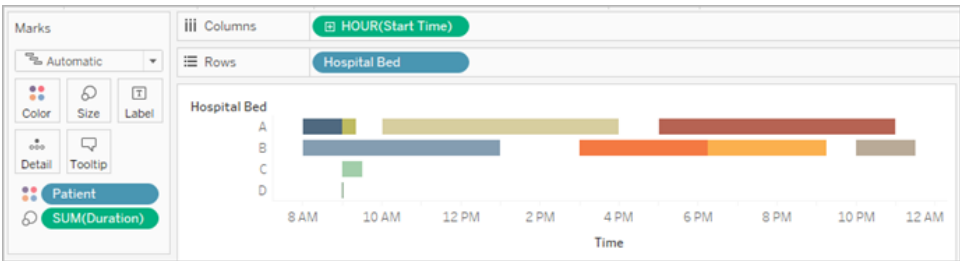 Marks
Automatic
Color Size Label
Detail Tooltip
Patient
SUM(Duration)
Columns HOUR(Start Time)
Rows Hospital Bed
Hospital Bed
A
B
C
D
8 AM 10 AM 12 PM 2 PM 4 PM 6 PM 8 PM 10 PM 12 AM
Time